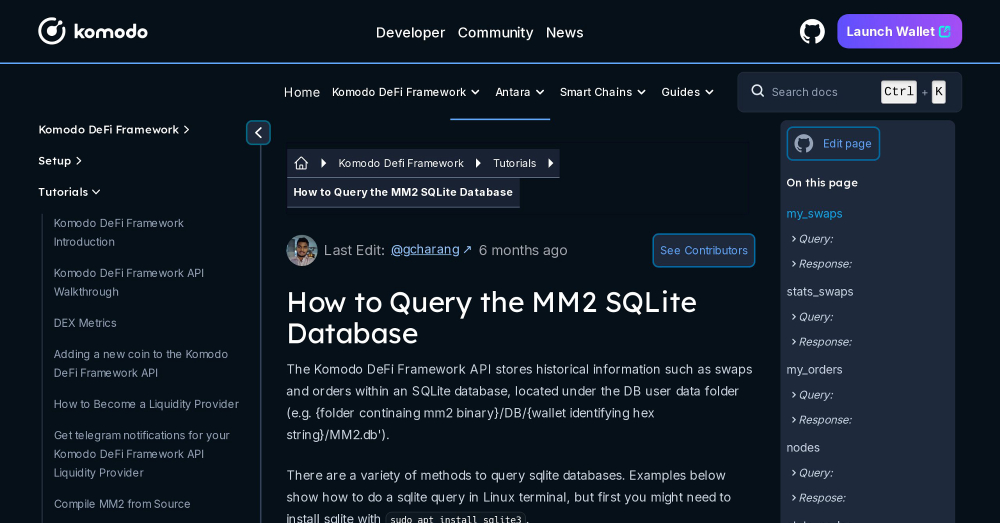 komodo
Developer Community News
Launch Wallet
Home Komodo DeFi Framework Antara Smart Chains Guides
Search docs Ctrl + K
Komodo DeFi Framework
Setup
Tutorials
Komodo DeFi Framework
Introduction
Komodo DeFi Framework API
Walkthrough
DEX Metrics
Adding a new coin to the Komodo
DeFi Framework API
How to Become a Liquidity Provider
Get telegram notifications for your
Komodo DeFi Framework API
Liquidity Provider
Compile MM2 from Source
Komodo Defi Framework Tutorials
How to Query the MM2 SQLite Database
Last Edit: @gcharang ↗ 6 months ago
See Contributors
How to Query the MM2 SQLite
Database
The Komodo DeFi Framework API stores historical information such as swaps
and orders within an SQLite database, located under the DB user data folder
(e.g. {folder continaing mm2 binary}/DB/{wallet identifying hex
string}/MM2.db').
There are a variety of methods to query sqlite databases. Examples below
show how to do a sqlite query in Linux terminal, but first you might need to
install sqlite with sudo apt install sqlite3.
Edit page
On this page
my_swaps
Query:
Response:
stats_swaps
Query:
Response:
my_orders
Query:
Response:
nodes
Query:
Respose: